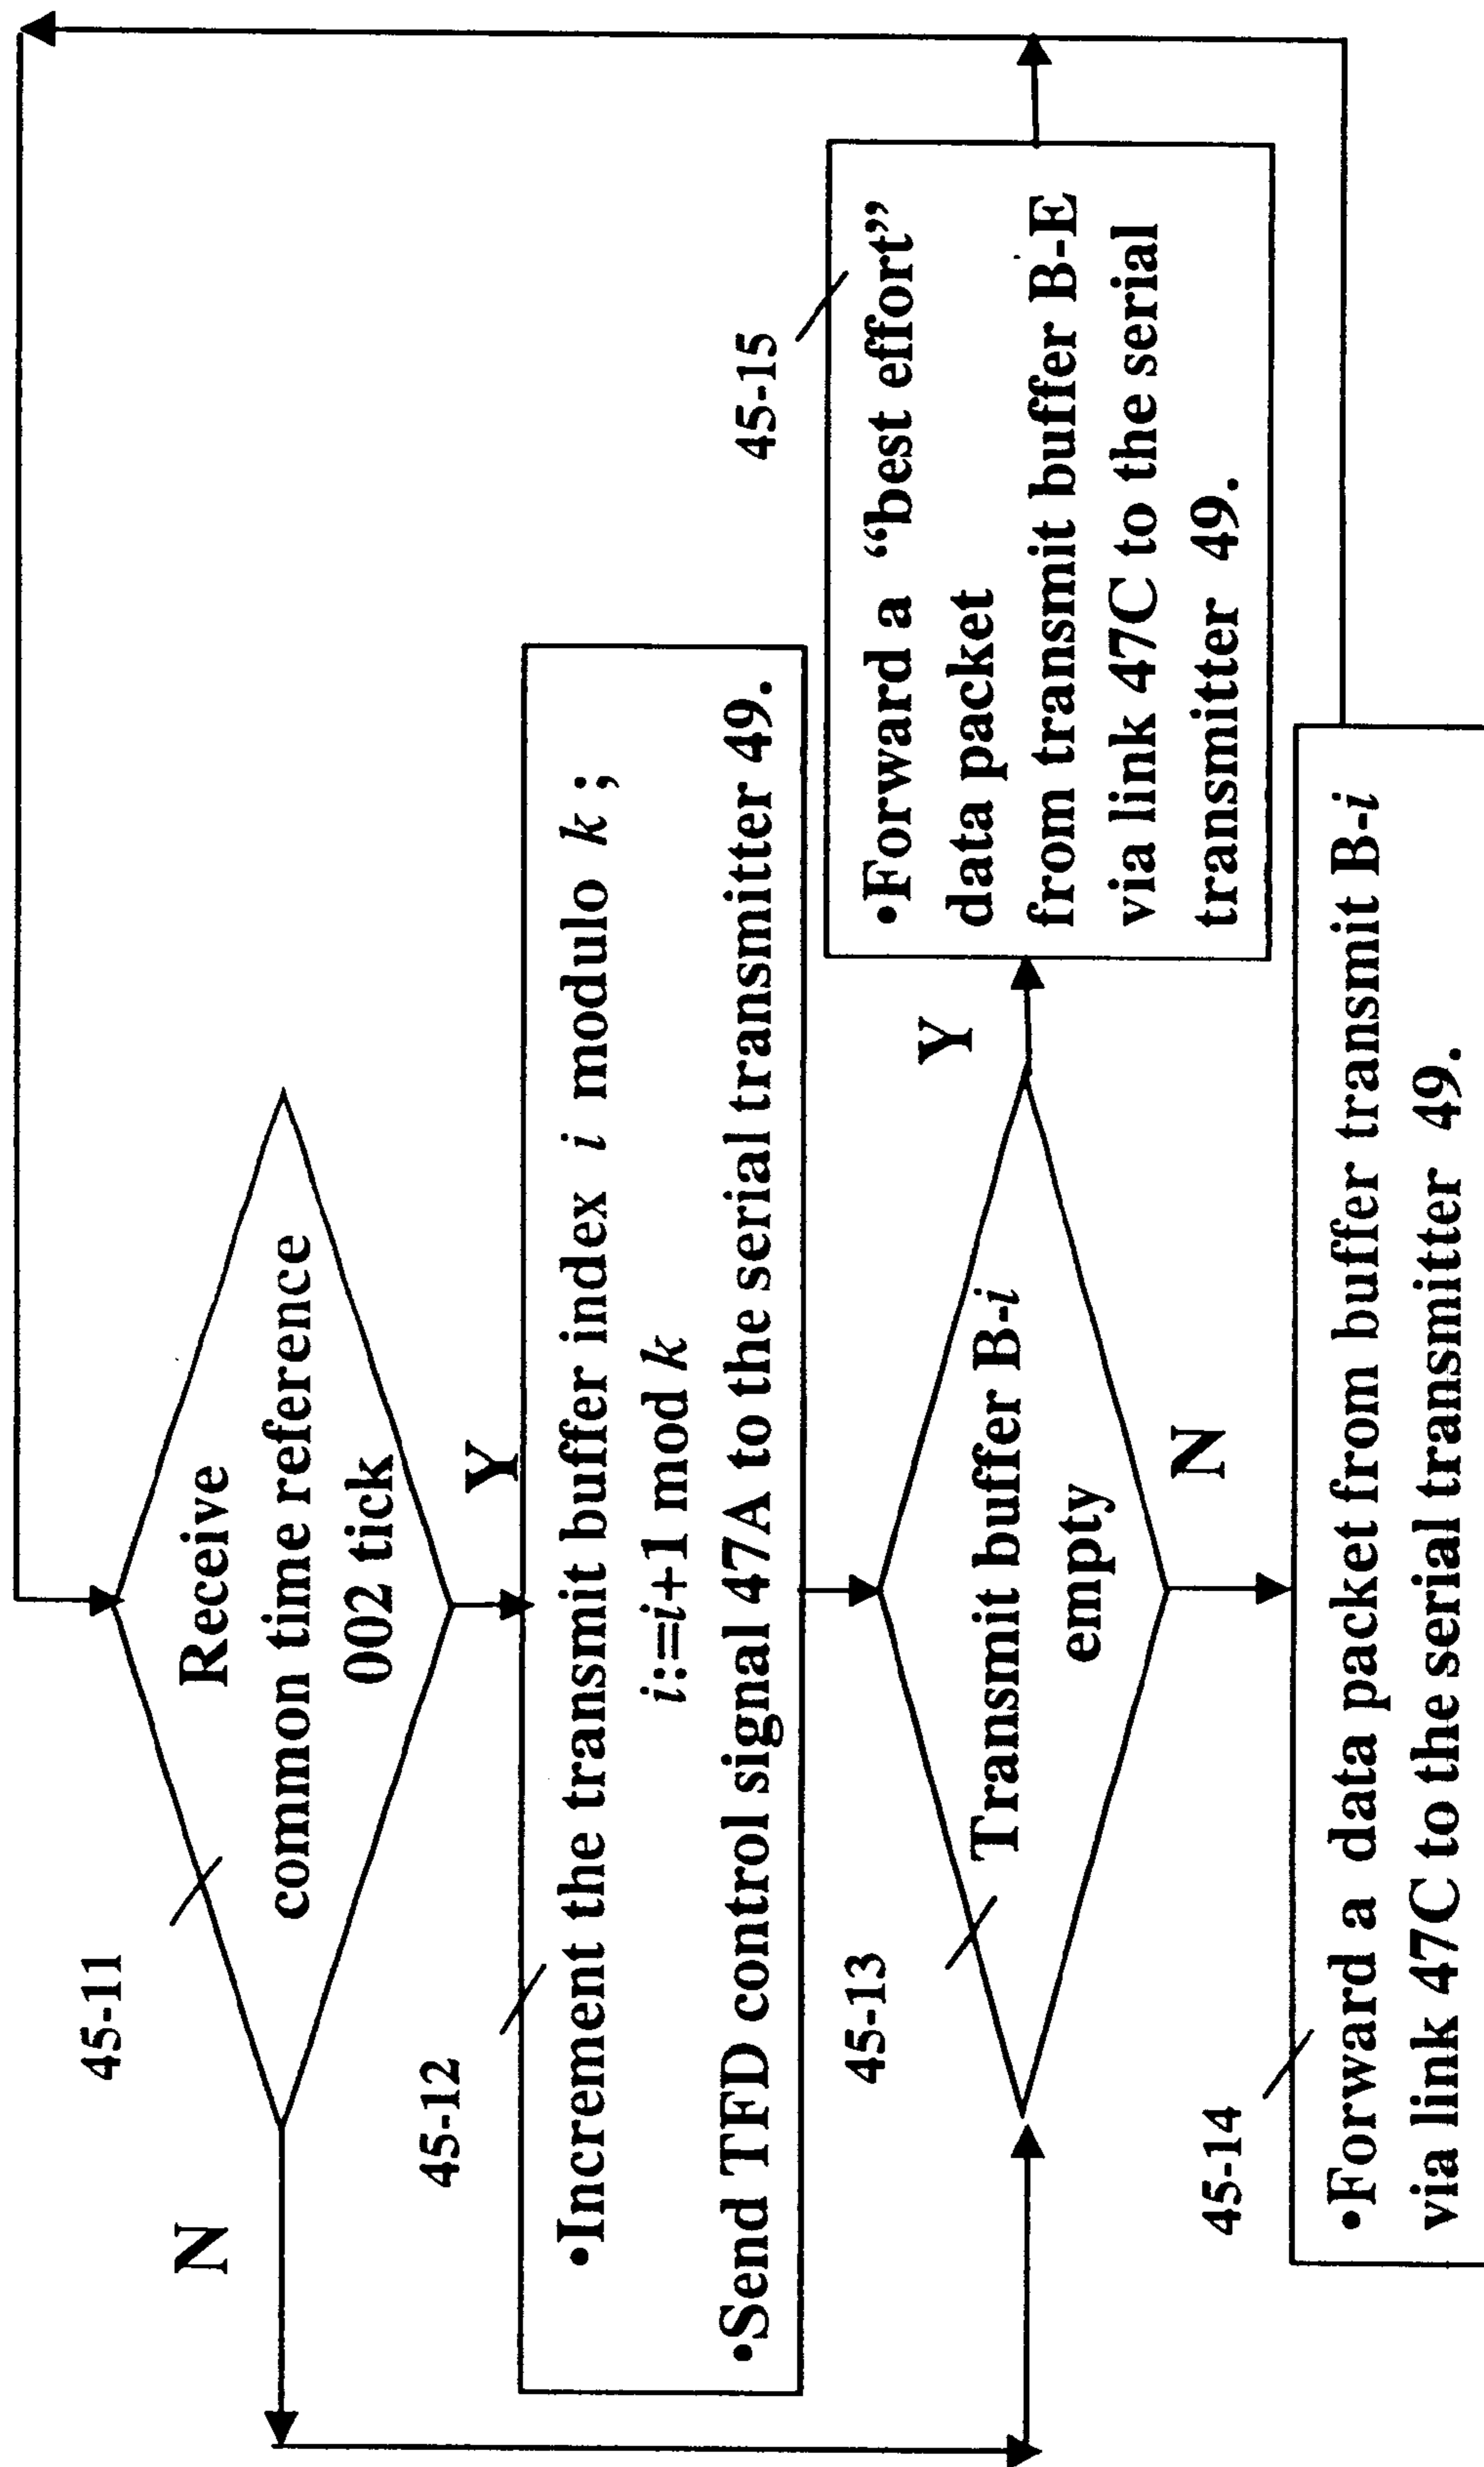 45-11
Receive
common time reference
002 tick
N
Y
45-12
•Increment the transmit buffer index i modulo k ;
i:=i+1 mod k
•Send TFD control signal 47A to the serial transmitter 49.
45-13
Transmit buffer B-i
empty
Y
N
45-15
•Forward a “best effort”
data packet
from transmit buffer B-E
via link 47C to the serial
transmitter 49.
45-14
•Forward a data packet from buffer transmit B-i
via link 47C to the serial transmitter 49.